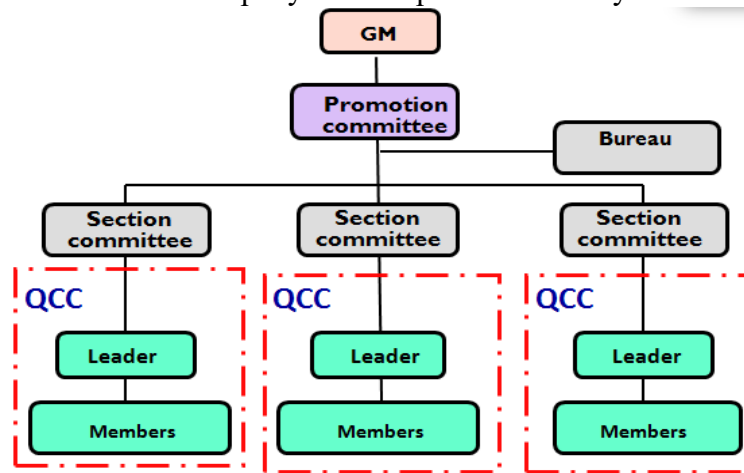 GM
Promotion
committee
Bureau
Section
committee
Section
committee
Section
committee
QCC
QCC
QCC
Leader
Leader
Leader
Members
Members
Members